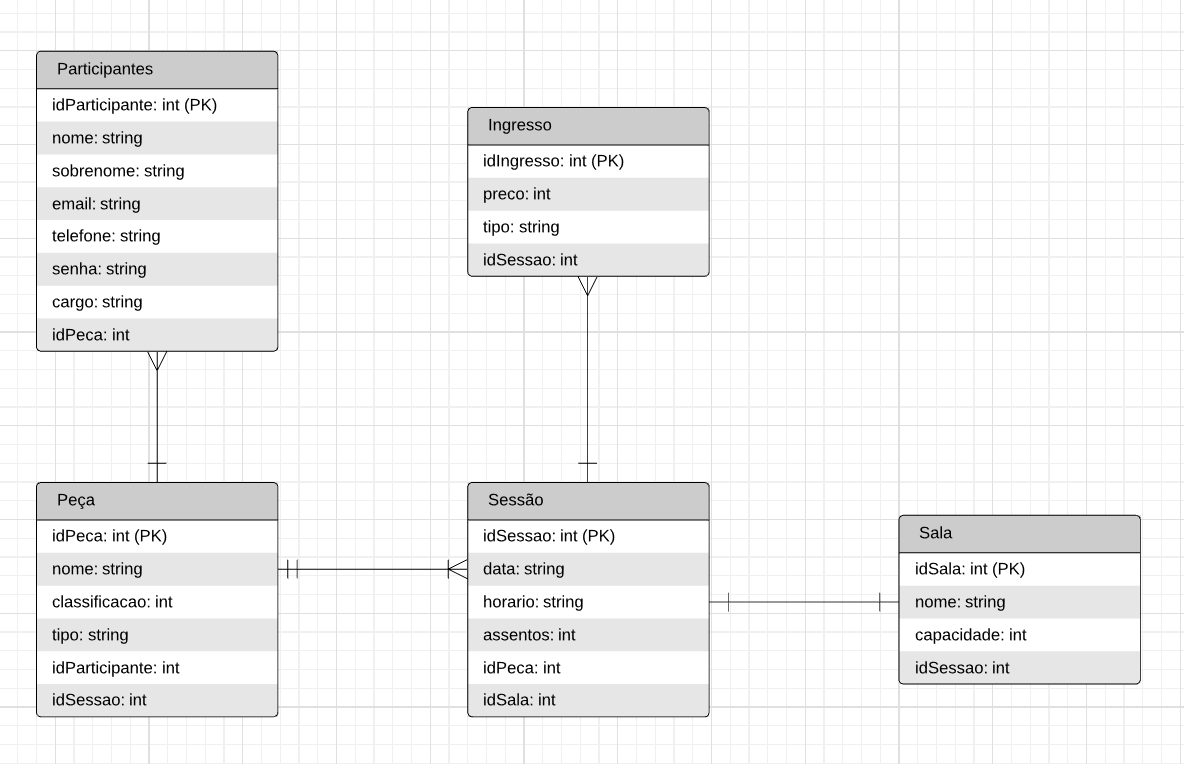 Participantes
idParticipante: int (PK)
nome: string
sobrenome: string
email: string
telefone: string
senha: string
cargo: string
idPeca: int
Ingresso
idIngresso: int (PK)
preco: int
tipo: string
idSessao: int
Peça
idPeca: int (PK)
nome: string
classificacao: int
tipo: string
idParticipante: int
idSessao: int
Sessão
idSessao: int (PK)
data: string
horario: string
assentos: int
idPeca: int
idSala: int
Sala
idSala: int (PK)
nome: string
capacidade: int
idSessao: int